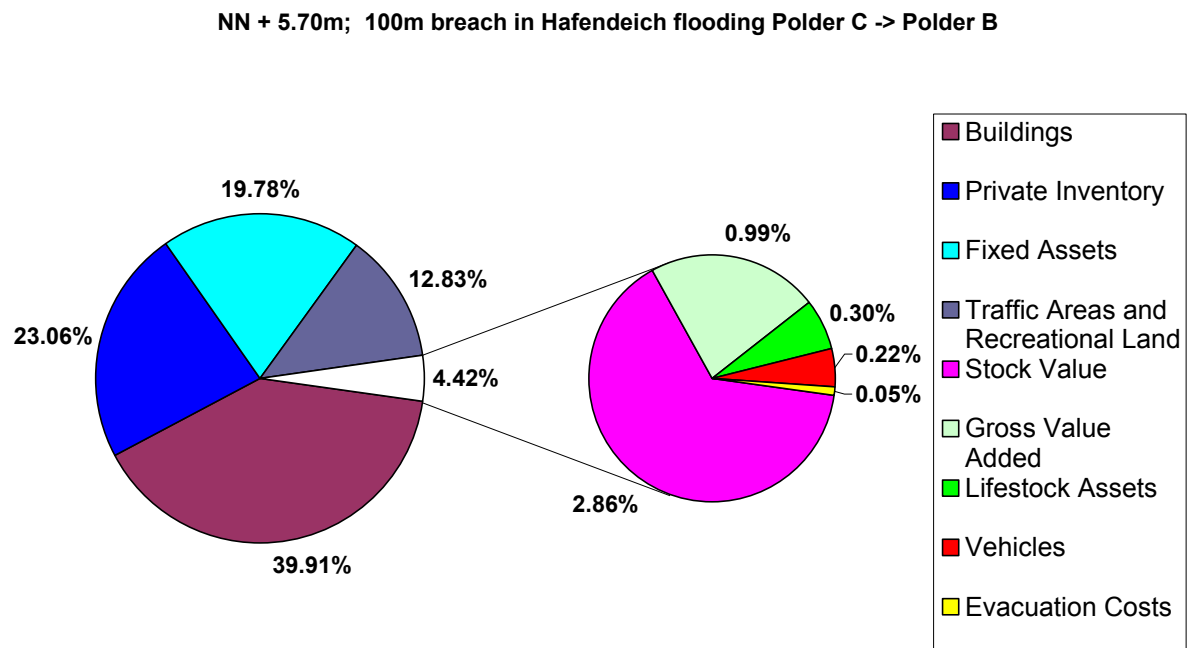 NN + 5.70m;  100m breach in Hafendeich flooding Polder C -> Polder B
19.78%
12.83%
23.06%
4.42%
39.91%
0.99%
0.30%
0.22%
0.05%
2.86%
Buildings
Private Inventory
Fixed Assets
Traffic Areas and
Recreational Land
Stock Value
Gross Value
Added
Lifestock Assets
Vehicles
Evacuation Costs